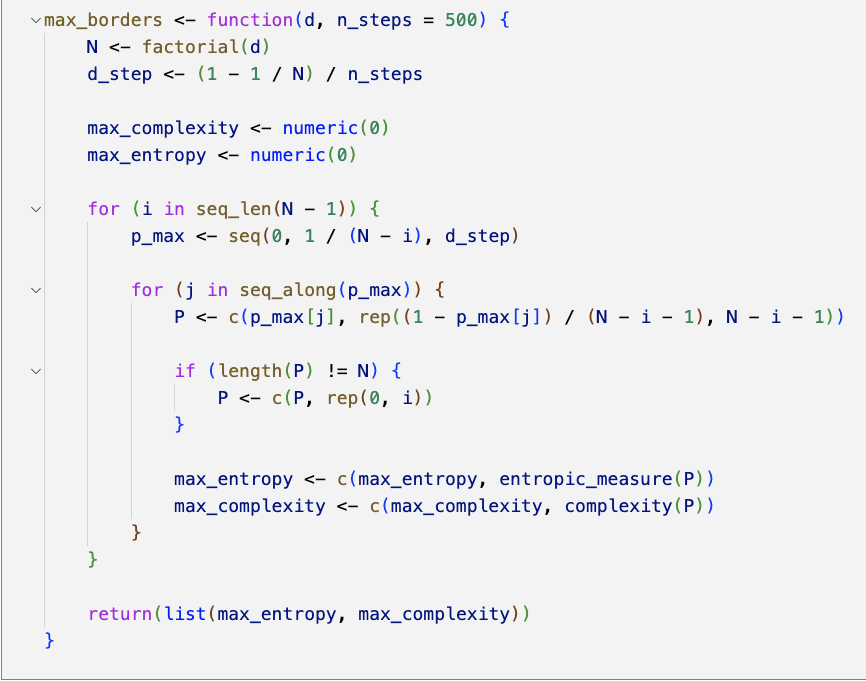 max_borders <- function(d, n_steps = 500) {
    N <- factorial(d)
    d_step <- (1 - 1 / N) / n_steps

    max_complexity <- numeric(0)
    max_entropy <- numeric(0)

    for (i in seq_len(N - 1)) {
        p_max <- seq(0, 1 / (N - i), d_step)

        for (j in seq_along(p_max)) {
            P <- c(p_max[j], rep((1 - p_max[j]) / (N - i - 1), N - i - 1))

            if (length(P) != N) {
                P <- c(P, rep(0, i))
            }

            max_entropy <- c(max_entropy, entropic_measure(P))
            max_complexity <- c(max_complexity, complexity(P))
        }
    }

    return(list(max_entropy, max_complexity))
}